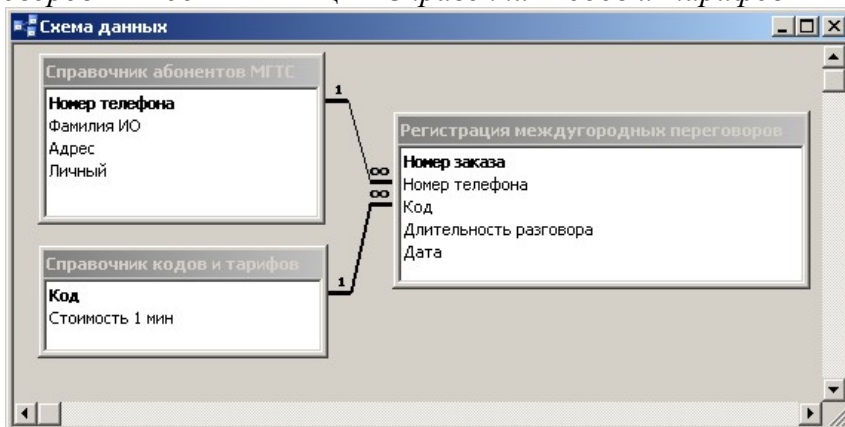 Схема данных
Справочник абонентов МГТС
Номер телефона
Фамилия ИО
Адрес
Личный
1
Регистрация междугородных переговоров
Номер заказа
Номер телефона
Код
Длительность разговора
Дата
∞
∞
Справочник кодов и тарифов
Код
Стоимость 1 мин
1